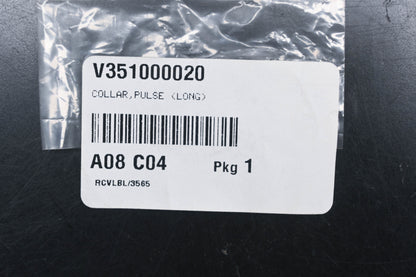 V351000020
COLLAR,PULSE (LONG)
A08 C04 Pkg 1
RCVLBL/3565